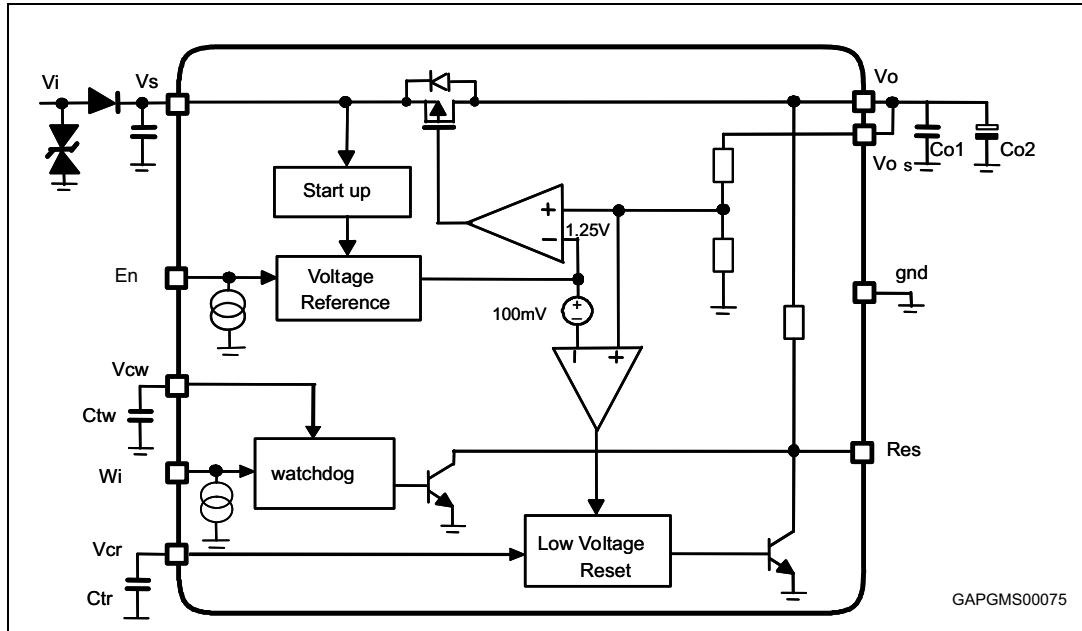 Vi
Vs
Vo
Co1
Co2
Vo s
Start up
+
1.25V
−
En
Voltage
Reference
gnd
100mV
+
−
− +
Vcw
Ctw
Res
Wi
watchdog
Vcr
Low Voltage
Reset
Ctr
GAPGMS00075